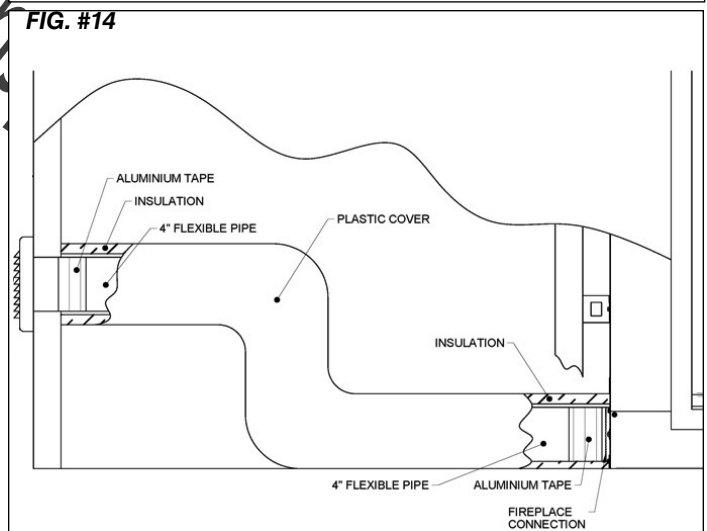 FIG. #14
ALUMINIUM TAPE
INSULATION
4" FLEXIBLE PIPE
PLASTIC COVER
INSULATION
4" FLEXIBLE PIPE
ALUMINIUM TAPE
FIREPLACE
CONNECTION